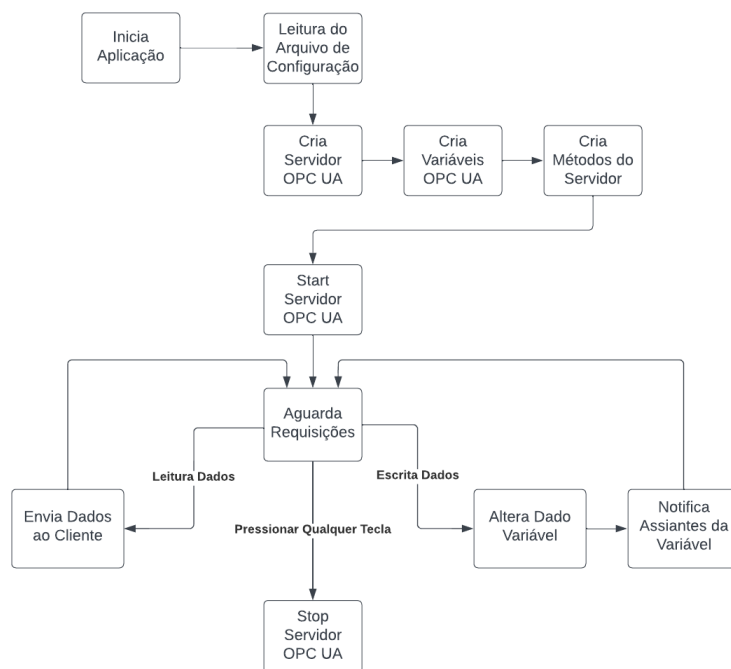 Inicia
Aplicação
Leitura do
Arquivo de
Configuração
Cria
Servidor
OPC UA
Cria
Variáveis
OPC UA
Cria
Métodos do
Servidor
Start
Servidor
OPC UA
Aguarda
Requisições
Leitura Dados
Escrita Dados
Envia Dados
ao Cliente
Pressionar Qualquer Tecla
Altera Dado
Variável
Notifica
Assiantes da
Variável
Stop
Servidor
OPC UA